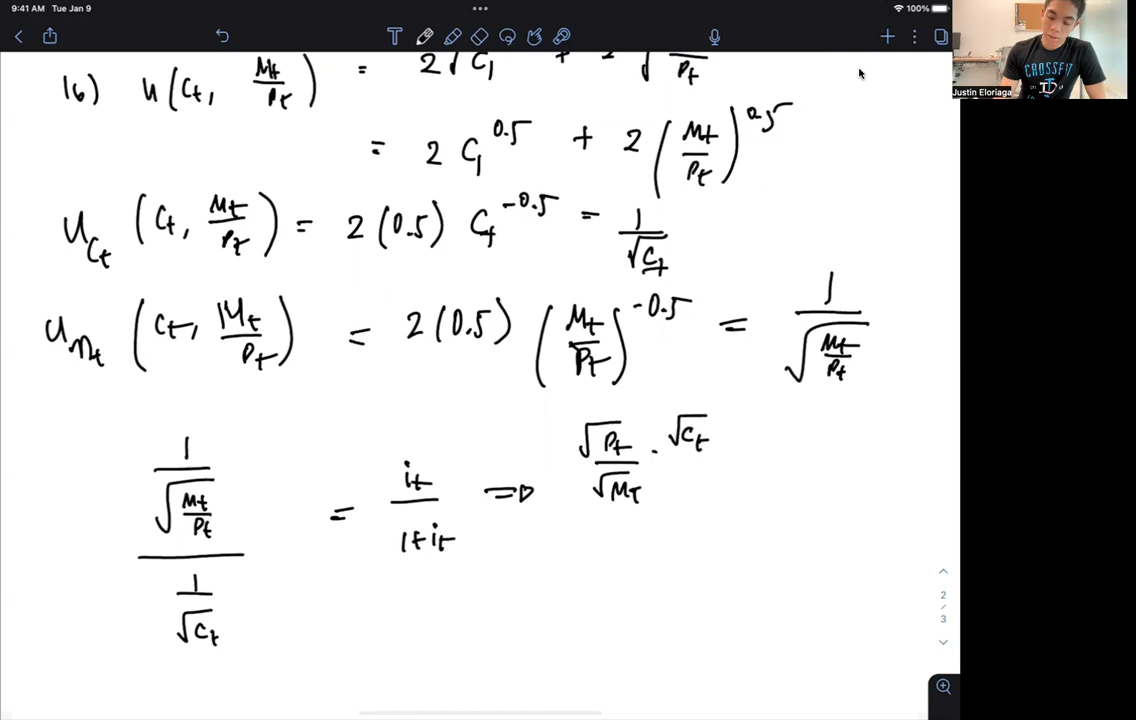 9:41 AM Tue Jan 9
100%
Justin Eloriaga
CROSSFIT
16) u(Ct, Mt/Pt) = 2√C1 + 2√Mt/Pt
= 2 C1^0.5 + 2 (Mt/Pt)^0.5
UCt (Ct, Mt/Pt) = 2(0.5) Ct^-0.5 = 1/√Ct
Umt (Ct, Mt/Pt) = 2(0.5) (Mt/Pt)^-0.5 = 1/√(Mt/Pt)
(1/√(Mt/Pt))/(1/√Ct) = it/(1+it) ⇒ √Pt/√Mt · √Ct
2
/
3